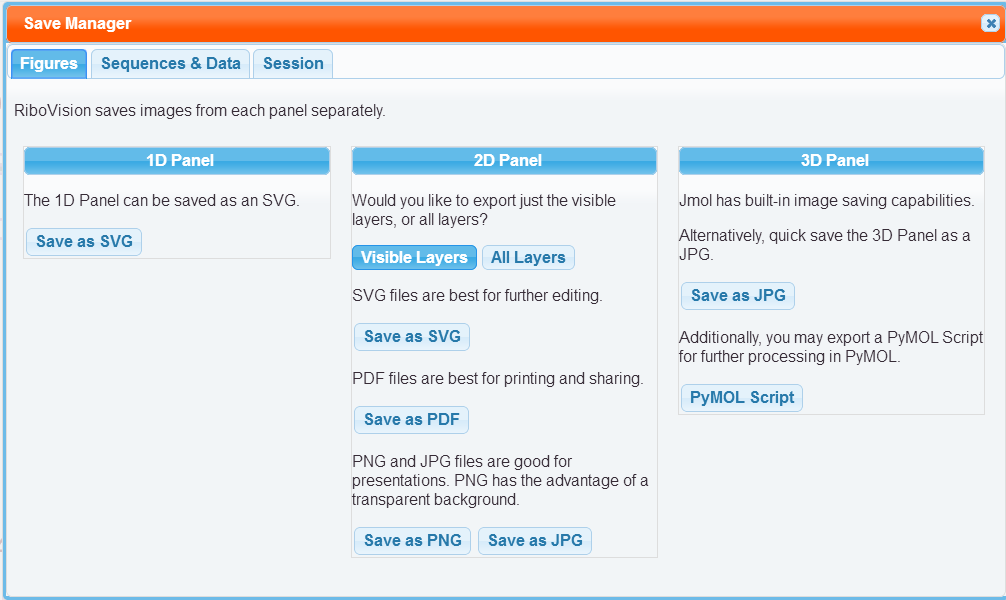 Save Manager
Figures
Sequences & Data
Session
RiboVision saves images from each panel separately.
1D Panel
The 1D Panel can be saved as an SVG.
Save as SVG
2D Panel
Would you like to export just the visible
layers, or all layers?
Visible Layers
All Layers
SVG files are best for further editing.
Save as SVG
PDF files are best for printing and sharing.
Save as PDF
PNG and JPG files are good for
presentations. PNG has the advantage of a
transparent background.
Save as PNG
Save as JPG
3D Panel
Jmol has built-in image saving capabilities.
Alternatively, quick save the 3D Panel as a
JPG.
Save as JPG
Additionally, you may export a PyMOL Script
for further processing in PyMOL.
PyMOL Script